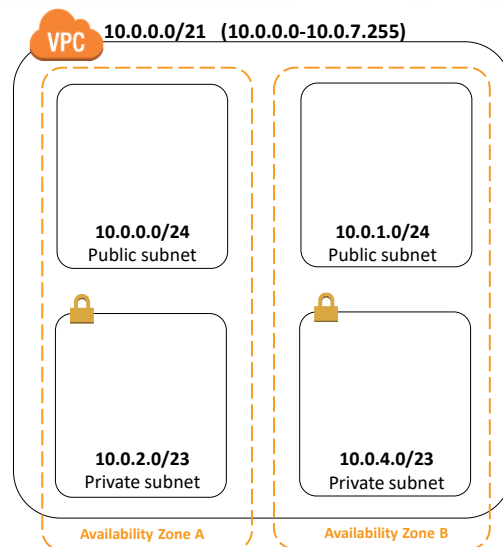 VPC
10.0.0.0/21 (10.0.0.0-10.0.7.255)
10.0.0.0/24
Public subnet
10.0.1.0/24
Public subnet
10.0.2.0/23
Private subnet
10.0.4.0/23
Private subnet
Availability Zone A
Availability Zone B